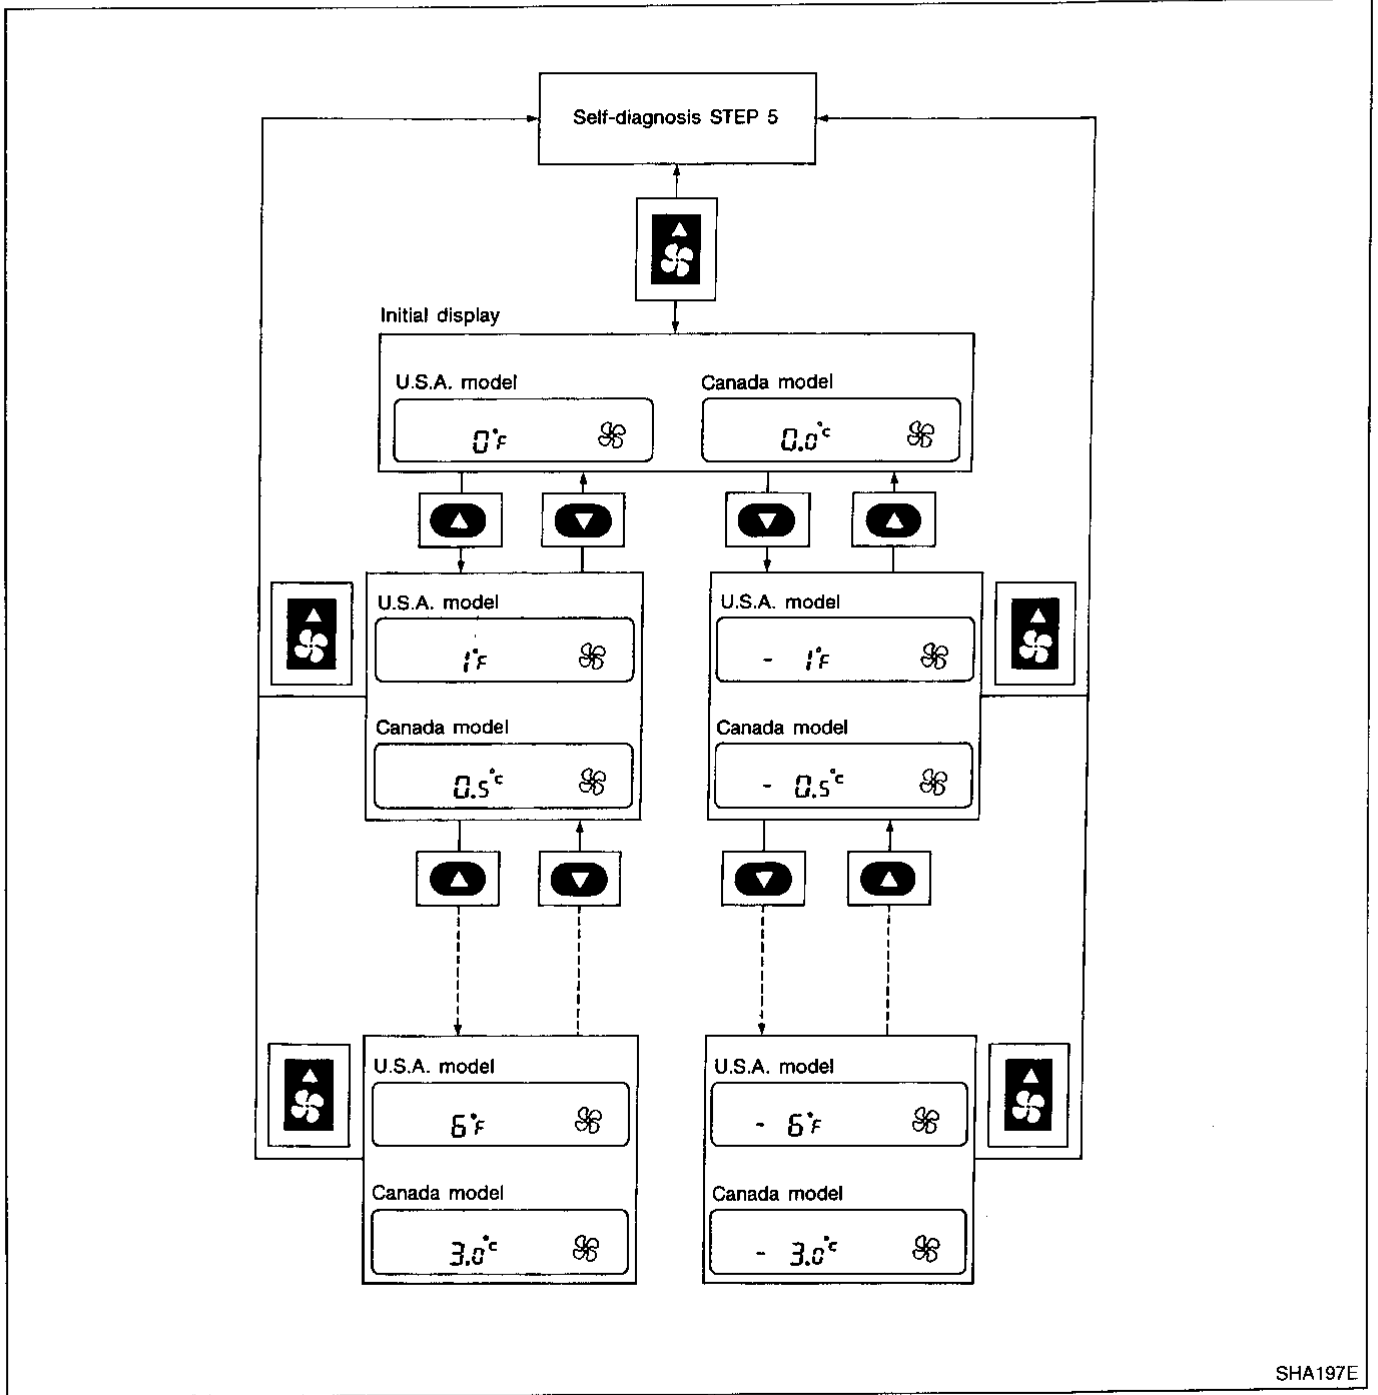 Self-diagnosis STEP 5
Initial display
U.S.A. model
0°F
Canada model
0.0°C
U.S.A. model
1°F
Canada model
0.5°C
U.S.A. model
- 1°F
Canada model
- 0.5°C
U.S.A. model
6°F
Canada model
3.0°C
U.S.A. model
- 6°F
Canada model
- 3.0°C
SHA197E